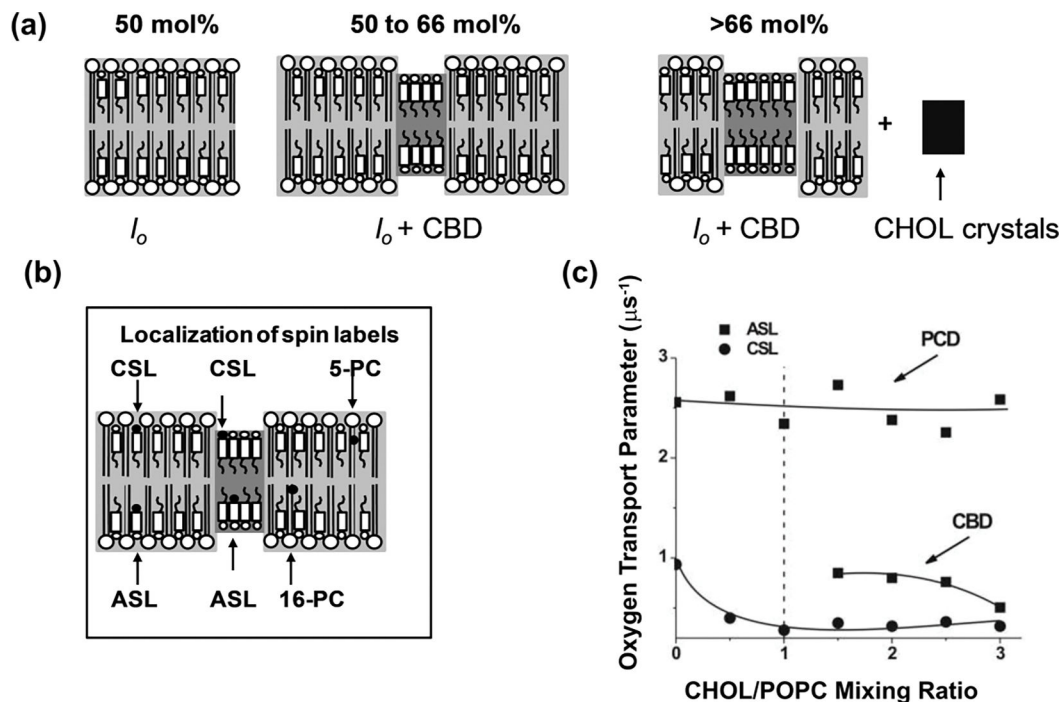 (a)
50 mol% 50 to 66 mol% >66 mol%
+
lo lo + CBD lo + CBD CHOL crystals
(b)
Localization of spin labels
CSL CSL 5-PC
ASL ASL 16-PC
(c)
Oxygen Transport Parameter (μs⁻¹)
ASL
CSL
PCD
CBD
3
2
1
0 1 2 3
CHOL/POPC Mixing Ratio